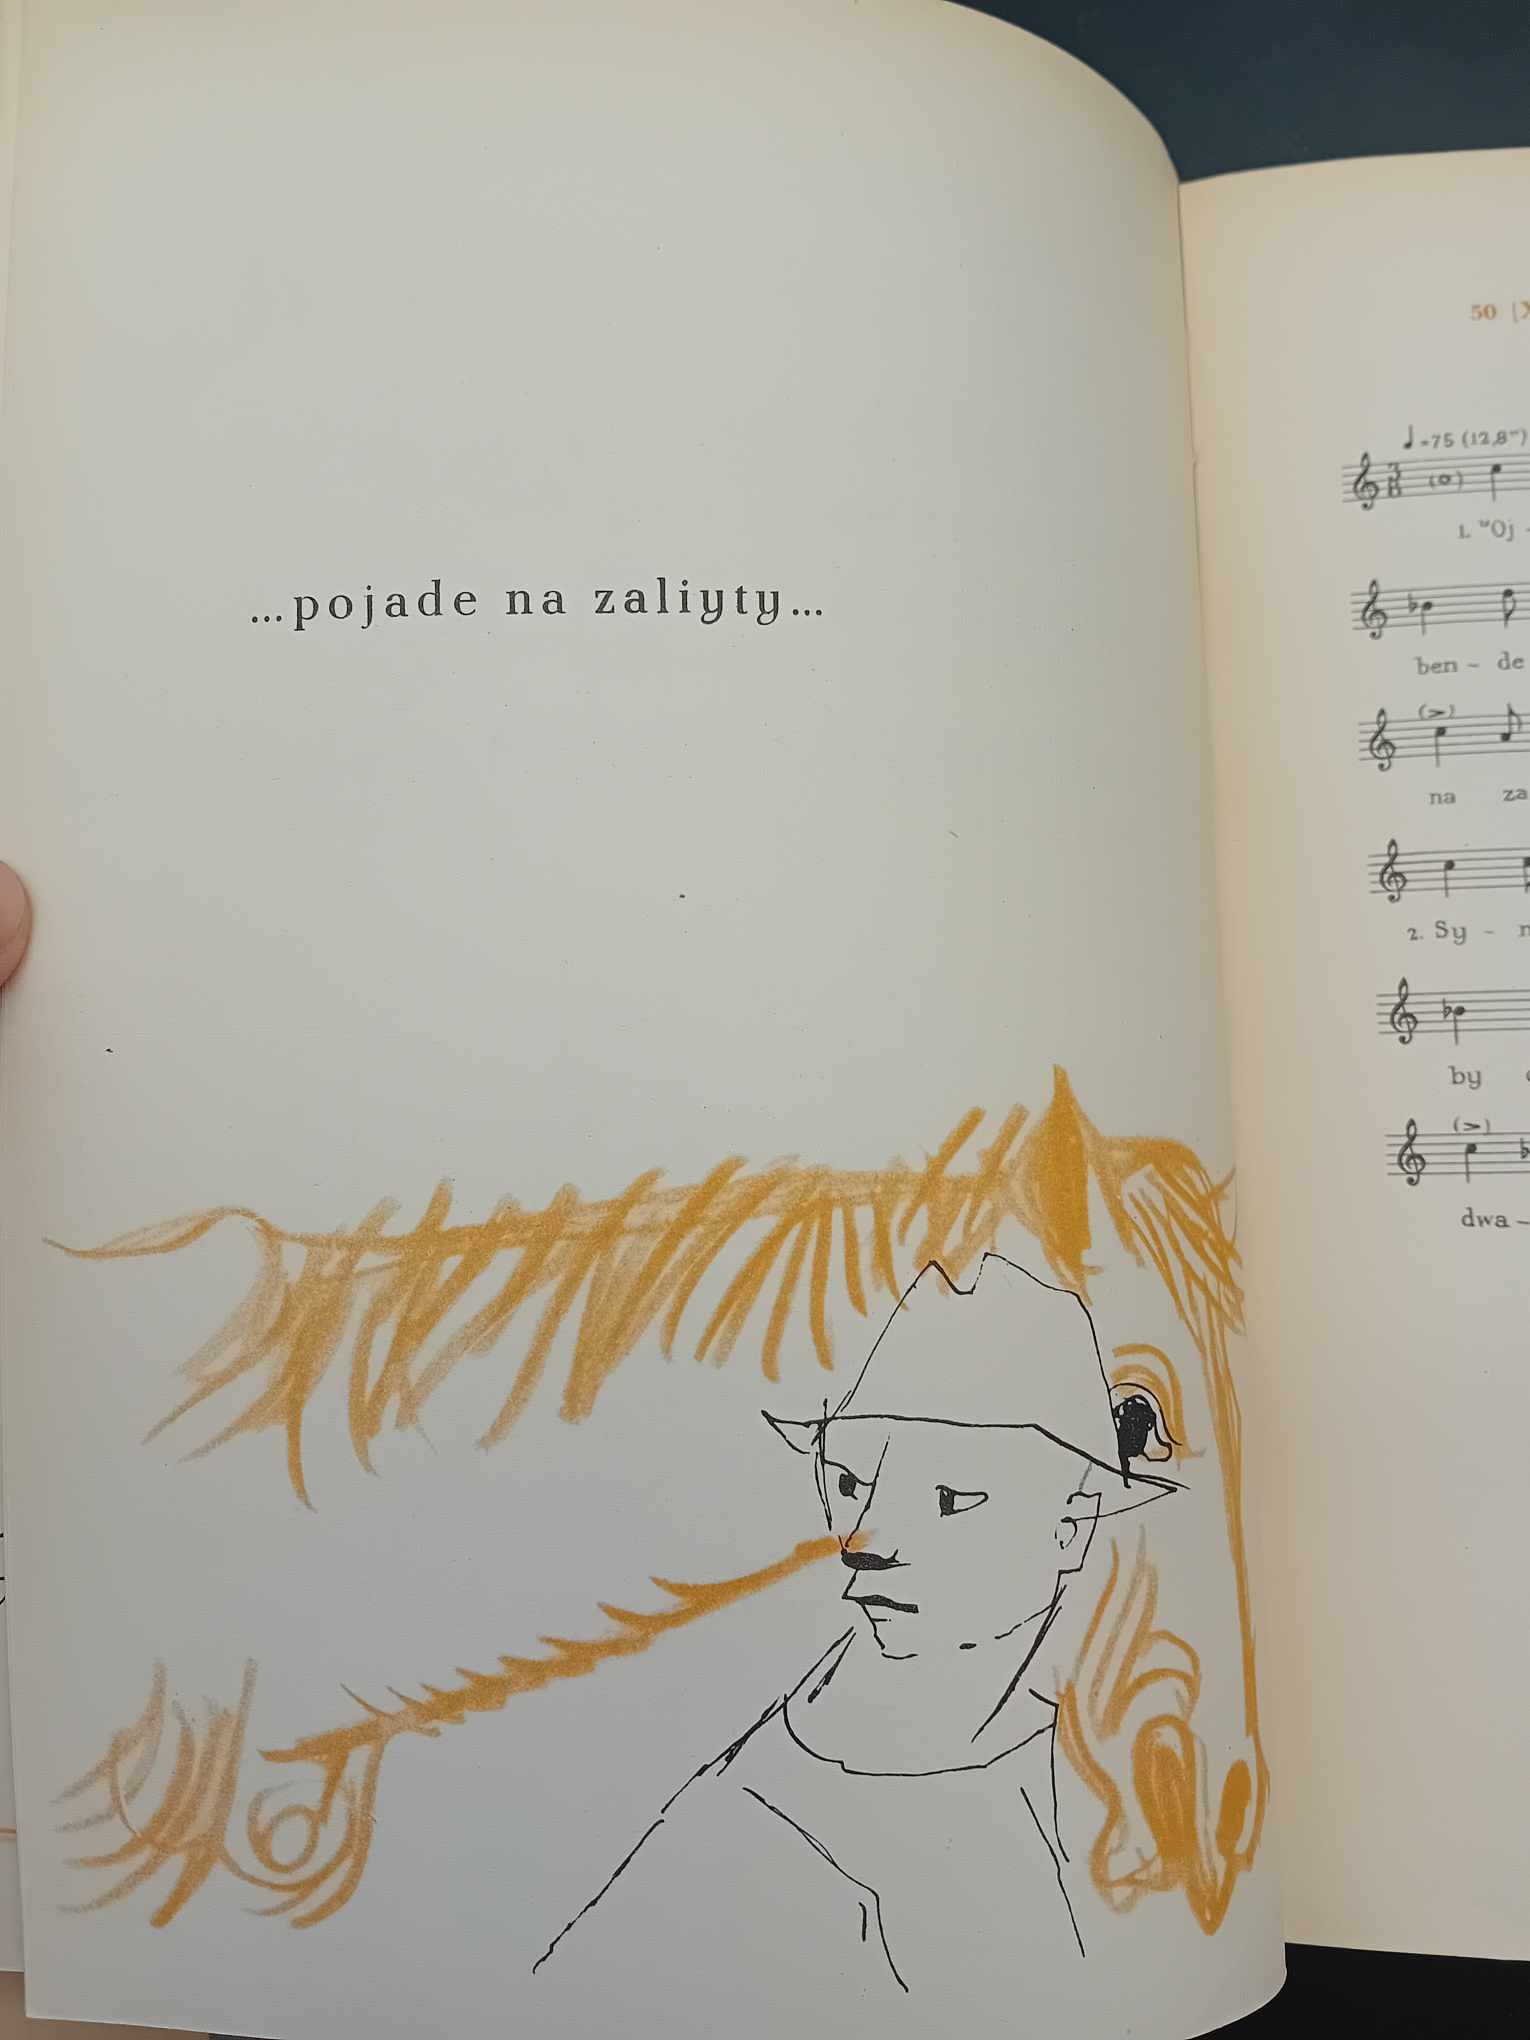 ...pojade na zaliyty...
50
♩=75 (12,8")
1. "Oj -
ben - de
na za
2. Sy -
by
dwa -